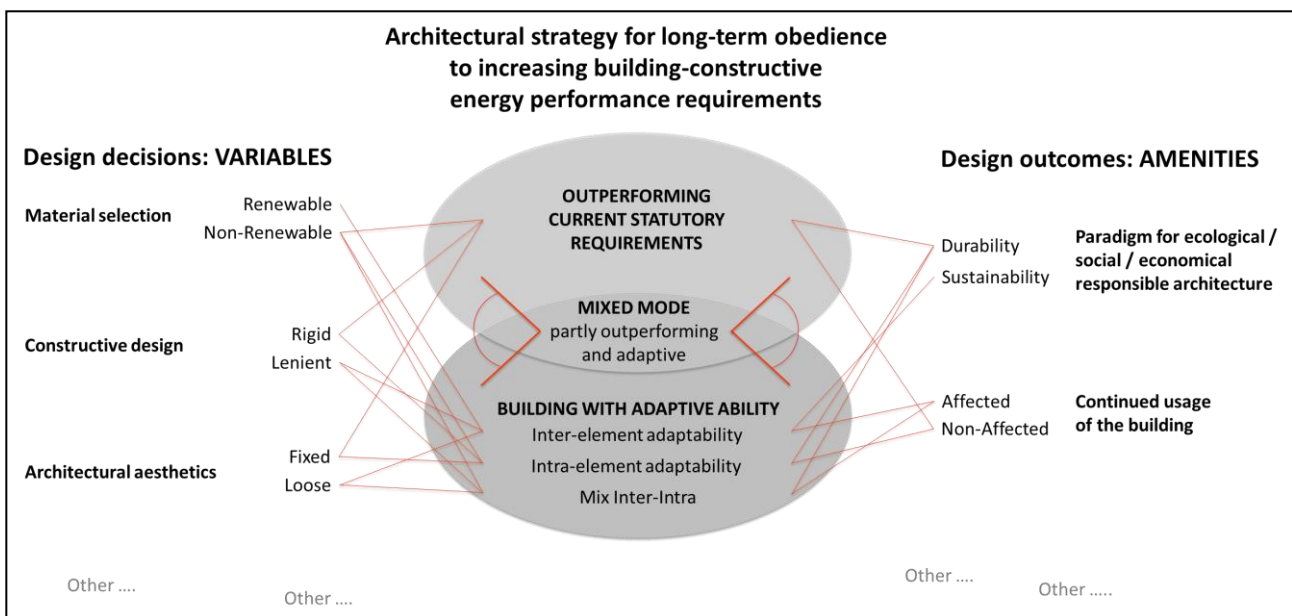 Architectural strategy for long-term obedience
to increasing building-constructive
energy performance requirements
Design decisions: VARIABLES
Material selection
Renewable
Non-Renewable
Constructive design
Rigid
Lenient
Architectural aesthetics
Fixed
Loose
Other ....
Other ....
OUTPERFORMING
CURRENT STATUTORY
REQUIREMENTS
MIXED MODE
partly outperforming
and adaptive
BUILDING WITH ADAPTIVE ABILITY
Inter-element adaptability
Intra-element adaptability
Mix Inter-Intra
Design outcomes: AMENITIES
Durability
Sustainability
Paradigm for ecological /
social / economical
responsible architecture
Affected
Non-Affected
Continued usage
of the building
Other ....
Other .....